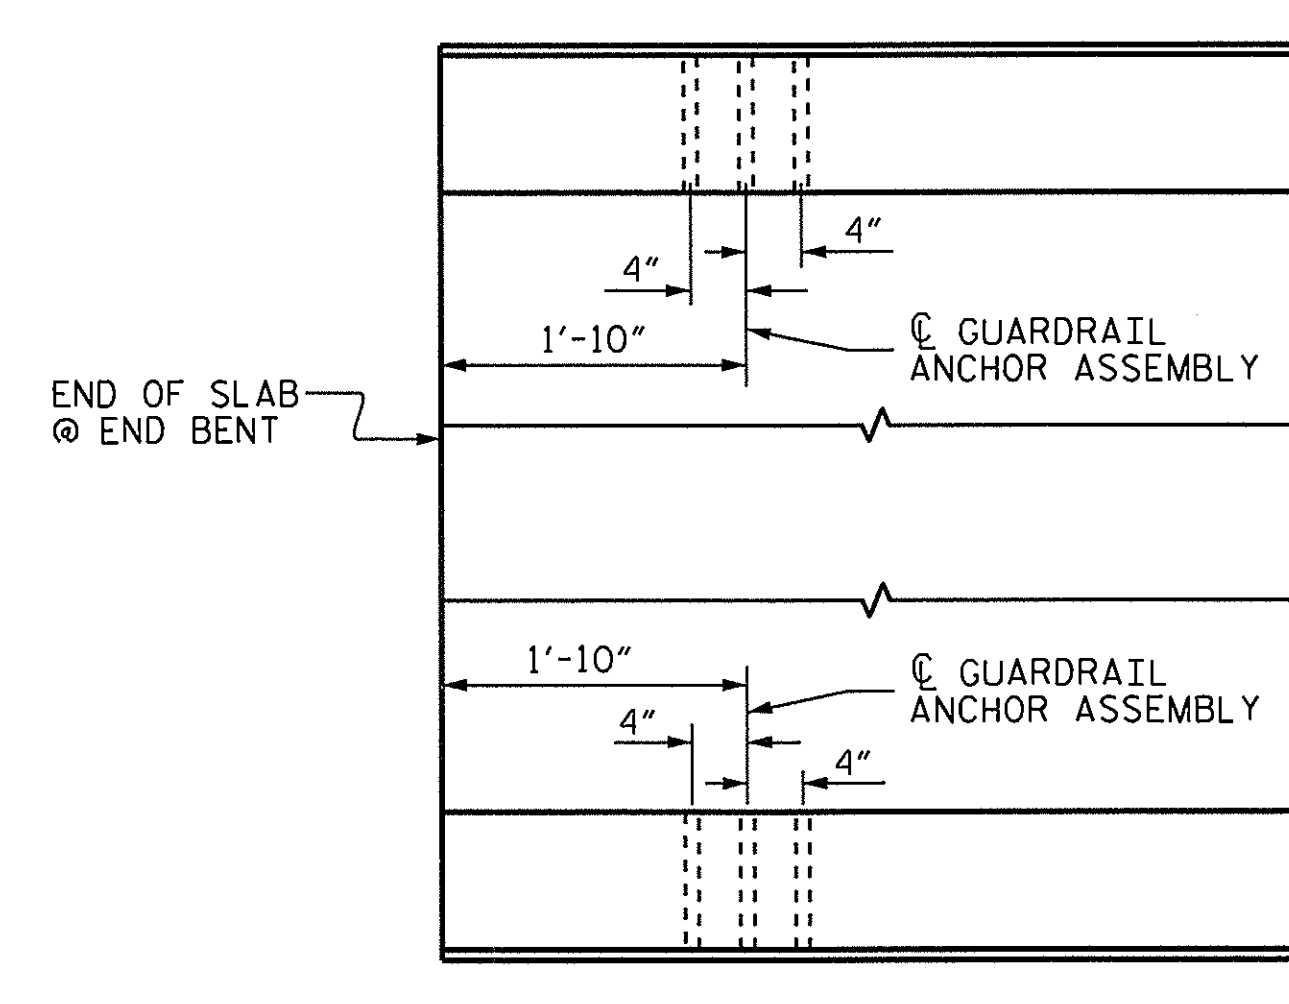 4"
4"
1'-10"
℄ GUARDRAIL
ANCHOR ASSEMBLY
END OF SLAB
@ END BENT
1'-10"
℄ GUARDRAIL
ANCHOR ASSEMBLY
4"
4"